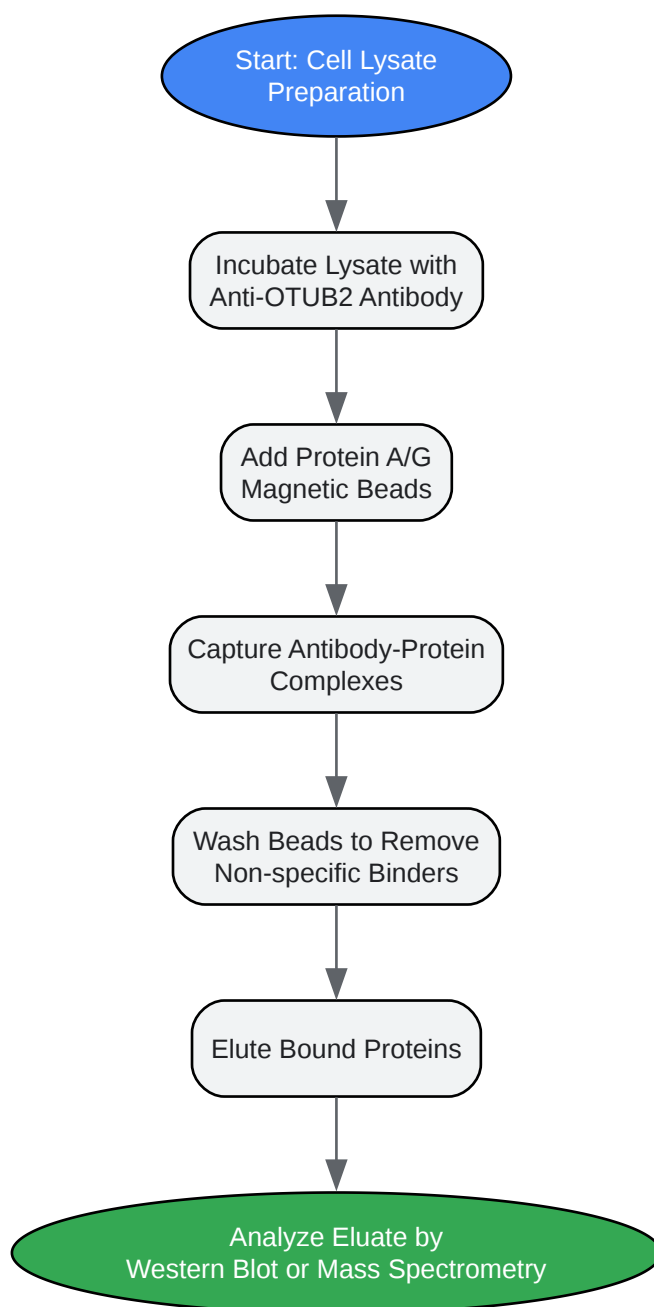 Start: Cell Lysate
Preparation
Incubate Lysate with
Anti-OTUB2 Antibody
Add Protein A/G
Magnetic Beads
Capture Antibody-Protein
Complexes
Wash Beads to Remove
Non-specific Binders
Elute Bound Proteins
Analyze Eluate by
Western Blot or Mass Spectrometry